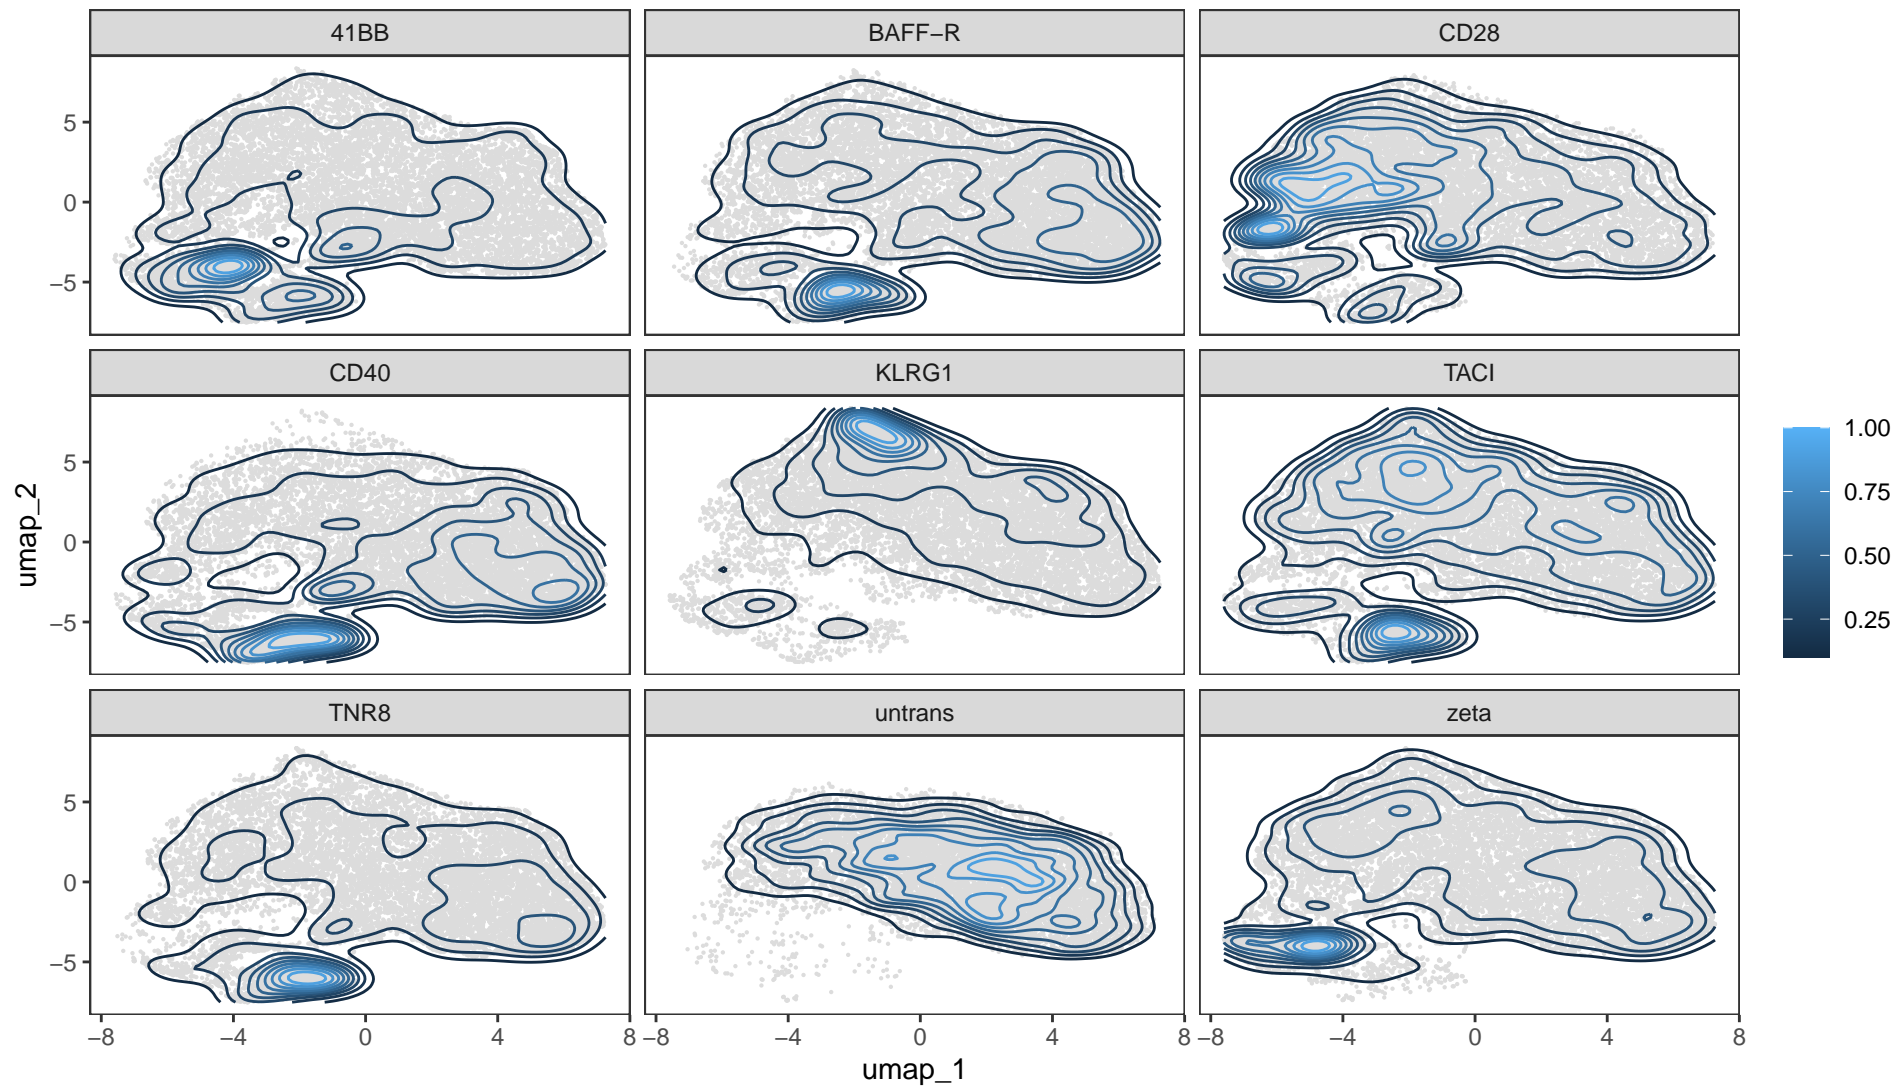 41BB BAFF−R CD28
5
0
−5
CD40 KLRG1 TACI
5
0
−5
1.00
0.75
0.50
0.25
umap_2
TNR8 untrans zeta
5
0
−5
−8 −4 0 4 8 −8 −4 0 4 8 −8 −4 0 4 8
umap_1